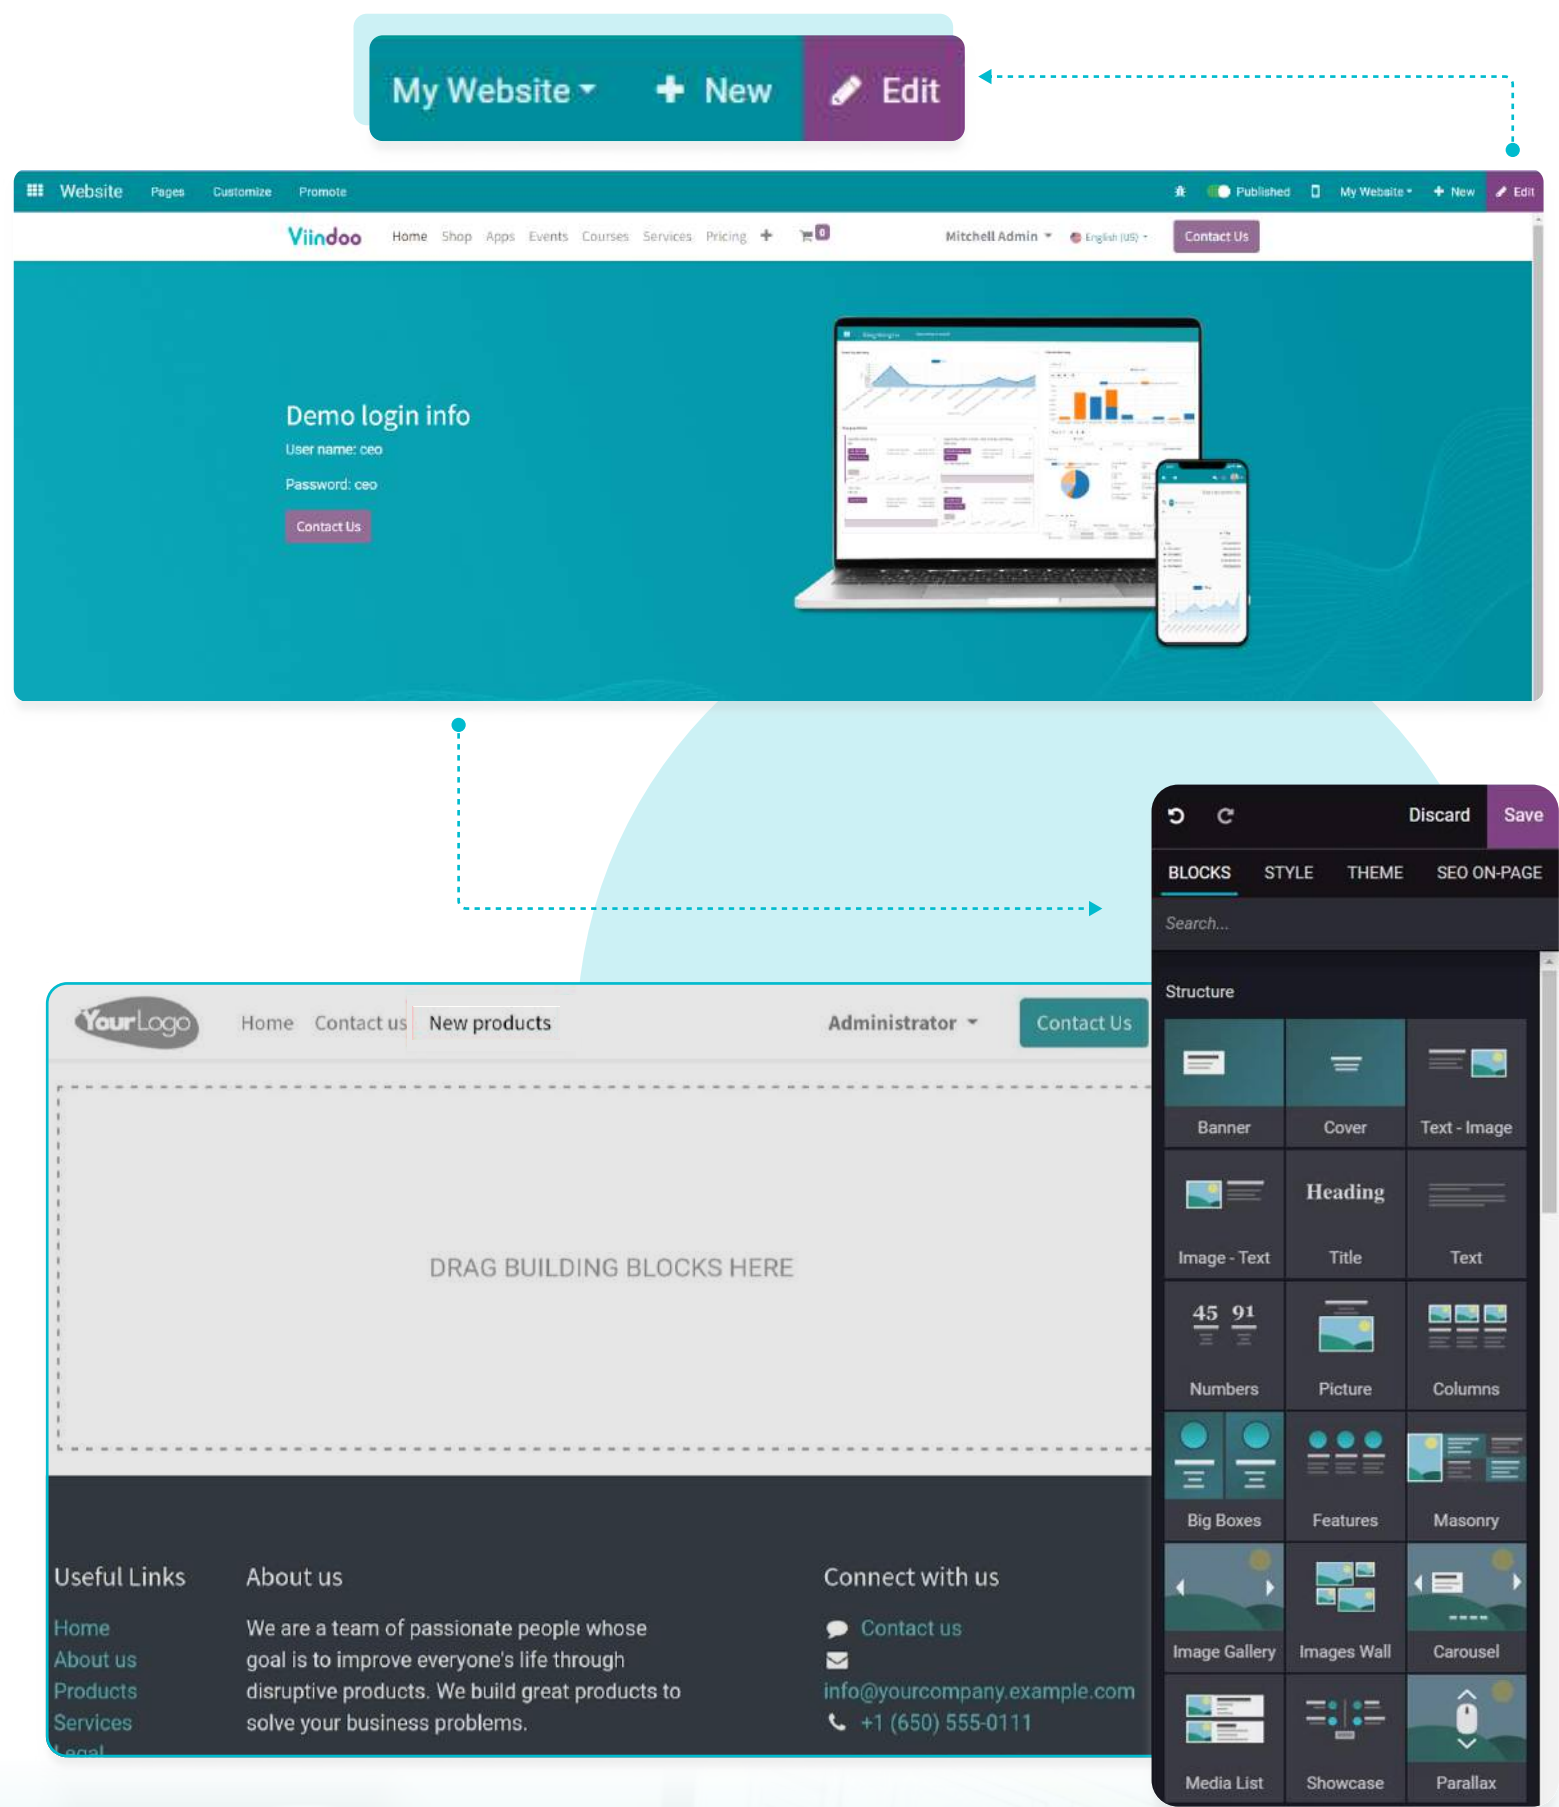 My Website
New
Edit
Website Pages Customize Promote
Published My Website New Edit
Viindoo Home Shop Apps Events Courses Services Pricing 0 Mitchell Admin English (US) Contact Us
Demo login info
User name: ceo
Password: ceo
Contact Us
Discard Save
BLOCKS STYLE THEME SEO ON-PAGE
Search...
Structure
Banner Cover Text - Image
Heading
Image - Text Title Text
45 91
Numbers Picture Columns
Big Boxes Features Masonry
Image Gallery Images Wall Carousel
Media List Showcase Parallax
YourLogo Home Contact us New products Administrator Contact Us
DRAG BUILDING BLOCKS HERE
Useful Links
Home
About us
Products
Services
Legal
About us
We are a team of passionate people whose
goal is to improve everyone's life through
disruptive products. We build great products to
solve your business problems.
Connect with us
Contact us
info@yourcompany.example.com
+1 (650) 555-0111